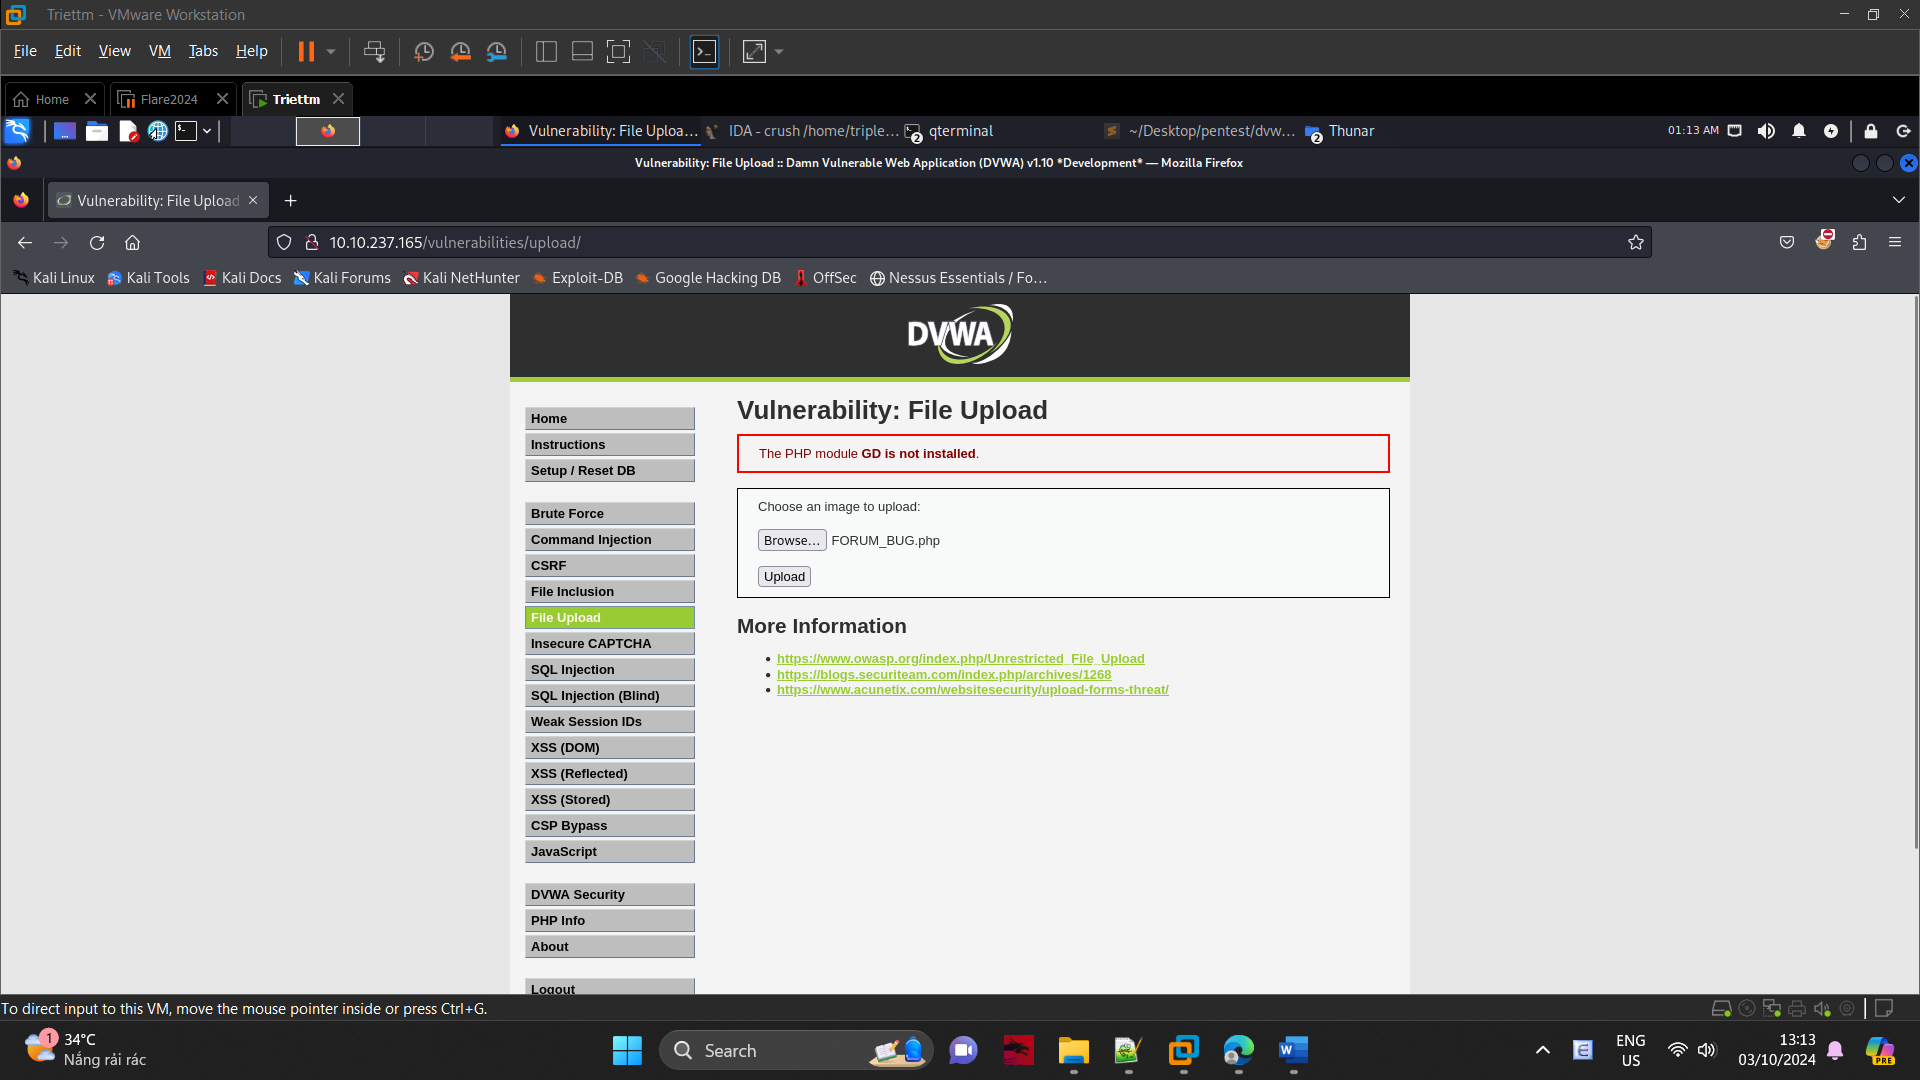 Triettm - VMware Workstation
File Edit View VM Tabs Help
Home Flare2024 Triettm
Vulnerability: File Uploa... IDA - crush /home/triple... 2 qterminal ~/Desktop/pentest/dvw... 2 Thunar 01:13 AM
Vulnerability: File Upload :: Damn Vulnerable Web Application (DVWA) v1.10 *Development* — Mozilla Firefox
Vulnerability: File Upload
10.10.237.165/vulnerabilities/upload/
Kali Linux Kali Tools Kali Docs Kali Forums Kali NetHunter Exploit-DB Google Hacking DB OffSec Nessus Essentials / Fo...
DVWA
Home
Instructions
Setup / Reset DB
Brute Force
Command Injection
CSRF
File Inclusion
File Upload
Insecure CAPTCHA
SQL Injection
SQL Injection (Blind)
Weak Session IDs
XSS (DOM)
XSS (Reflected)
XSS (Stored)
CSP Bypass
JavaScript
DVWA Security
PHP Info
About
Logout
Vulnerability: File Upload
The PHP module GD is not installed.
Choose an image to upload:
Browse... FORUM_BUG.php
Upload
More Information
https://www.owasp.org/index.php/Unrestricted_File_Upload
https://blogs.securiteam.com/index.php/archives/1268
https://www.acunetix.com/websitesecurity/upload-forms-threat/
To direct input to this VM, move the mouse pointer inside or press Ctrl+G.
1 34°C
Nắng rải rác
Search
ENG
US
13:13
03/10/2024
PRE